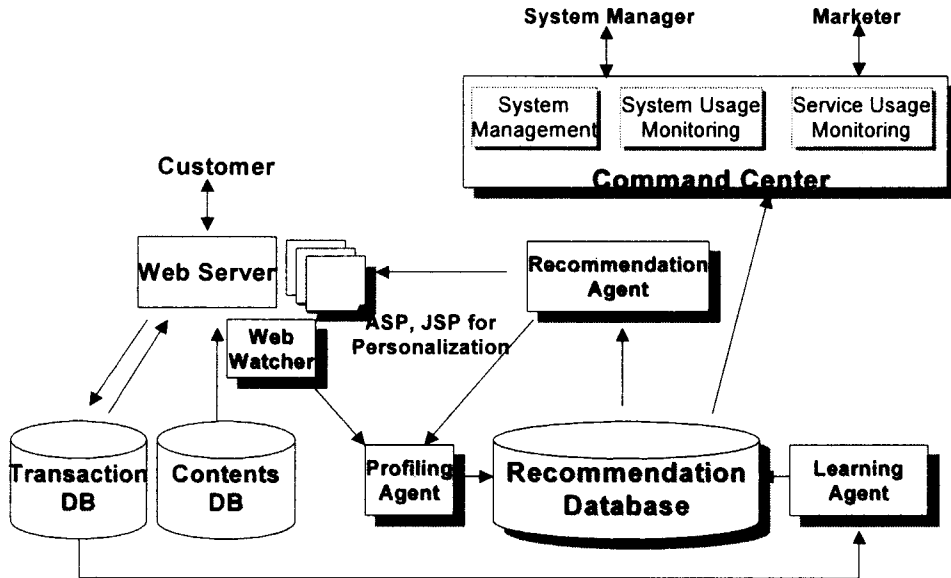 System Manager
Marketer
System
Management
System Usage
Monitoring
Service Usage
Monitoring
Command Center
Customer
Web Server
Recommendation
Agent
ASP, JSP for
Personalization
Web
Watcher
Transaction
DB
Contents
DB
Profiling
Agent
Recommendation
Database
Learning
Agent